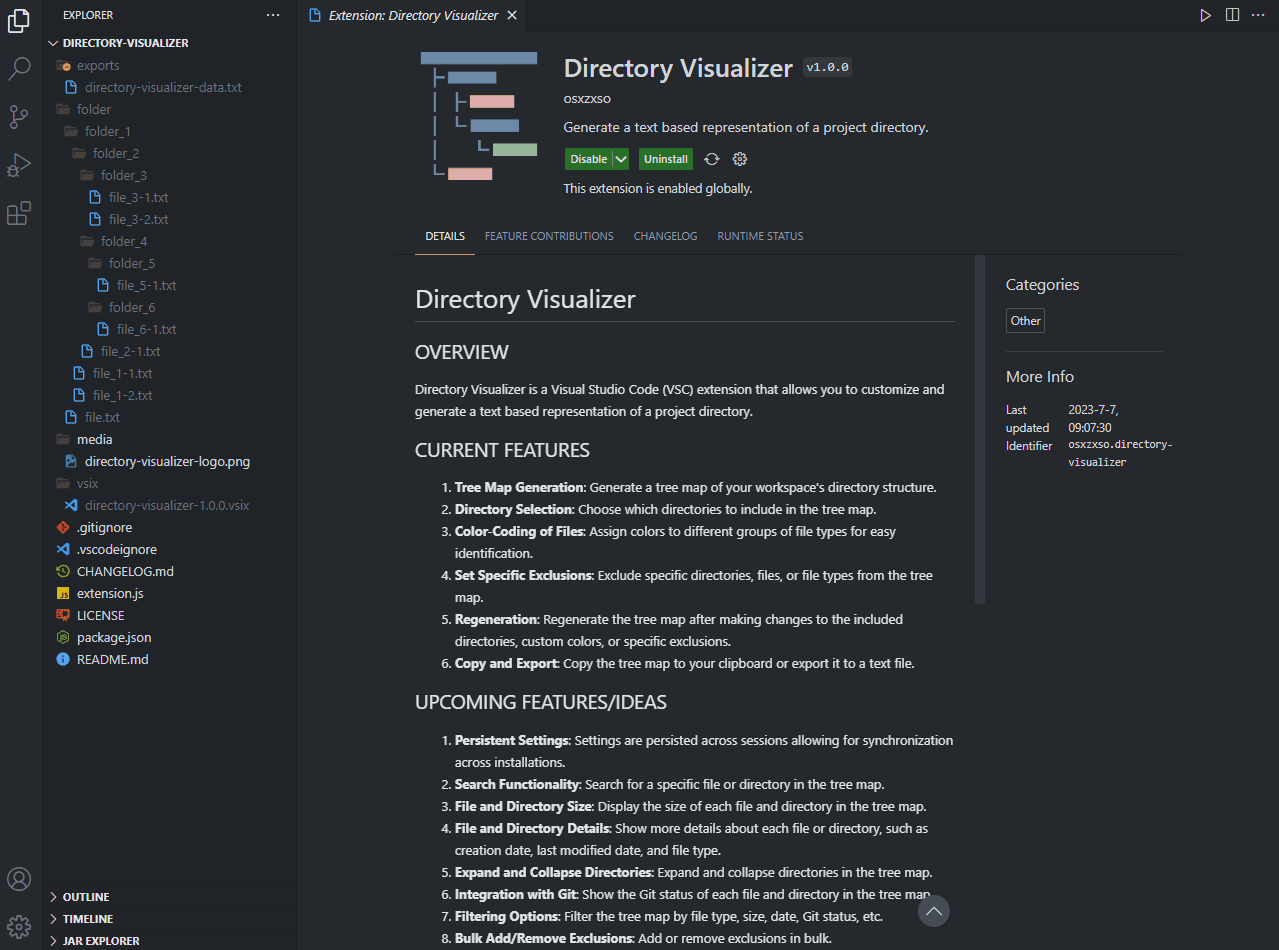 EXPLORER
DIRECTORY-VISUALIZER
exports
directory-visualizer-data.txt
folder
folder_1
folder_2
folder_3
file_3-1.txt
file_3-2.txt
folder_4
folder_5
file_5-1.txt
folder_6
file_6-1.txt
file_2-1.txt
file_1-1.txt
file_1-2.txt
file.txt
media
directory-visualizer-logo.png
vsix
directory-visualizer-1.0.0.vsix
.gitignore
.vscodeignore
CHANGELOG.md
extension.js
LICENSE
package.json
README.md
OUTLINE
TIMELINE
JAR EXPLORER
Extension: Directory Visualizer
Directory Visualizer v1.0.0
osxzxso
Generate a text based representation of a project directory.
Disable Uninstall
This extension is enabled globally.
DETAILS FEATURE CONTRIBUTIONS CHANGELOG RUNTIME STATUS
Directory Visualizer
OVERVIEW
Directory Visualizer is a Visual Studio Code (VSC) extension that allows you to customize and
generate a text based representation of a project directory.
CURRENT FEATURES
1. Tree Map Generation: Generate a tree map of your workspace's directory structure.
2. Directory Selection: Choose which directories to include in the tree map.
3. Color-Coding of Files: Assign colors to different groups of file types for easy
identification.
4. Set Specific Exclusions: Exclude specific directories, files, or file types from the tree
map.
5. Regeneration: Regenerate the tree map after making changes to the included
directories, custom colors, or specific exclusions.
6. Copy and Export: Copy the tree map to your clipboard or export it to a text file.
UPCOMING FEATURES/IDEAS
1. Persistent Settings: Settings are persisted across sessions allowing for synchronization
across installations.
2. Search Functionality: Search for a specific file or directory in the tree map.
3. File and Directory Size: Display the size of each file and directory in the tree map.
4. File and Directory Details: Show more details about each file or directory, such as
creation date, last modified date, and file type.
5. Expand and Collapse Directories: Expand and collapse directories in the tree map.
6. Integration with Git: Show the Git status of each file and directory in the tree map.
7. Filtering Options: Filter the tree map by file type, size, date, Git status, etc.
8. Bulk Add/Remove Exclusions: Add or remove exclusions in bulk.
Categories
Other
More Info
Last 2023-7-7,
updated 09:07:30
Identifier osxzxso.directory-
visualizer